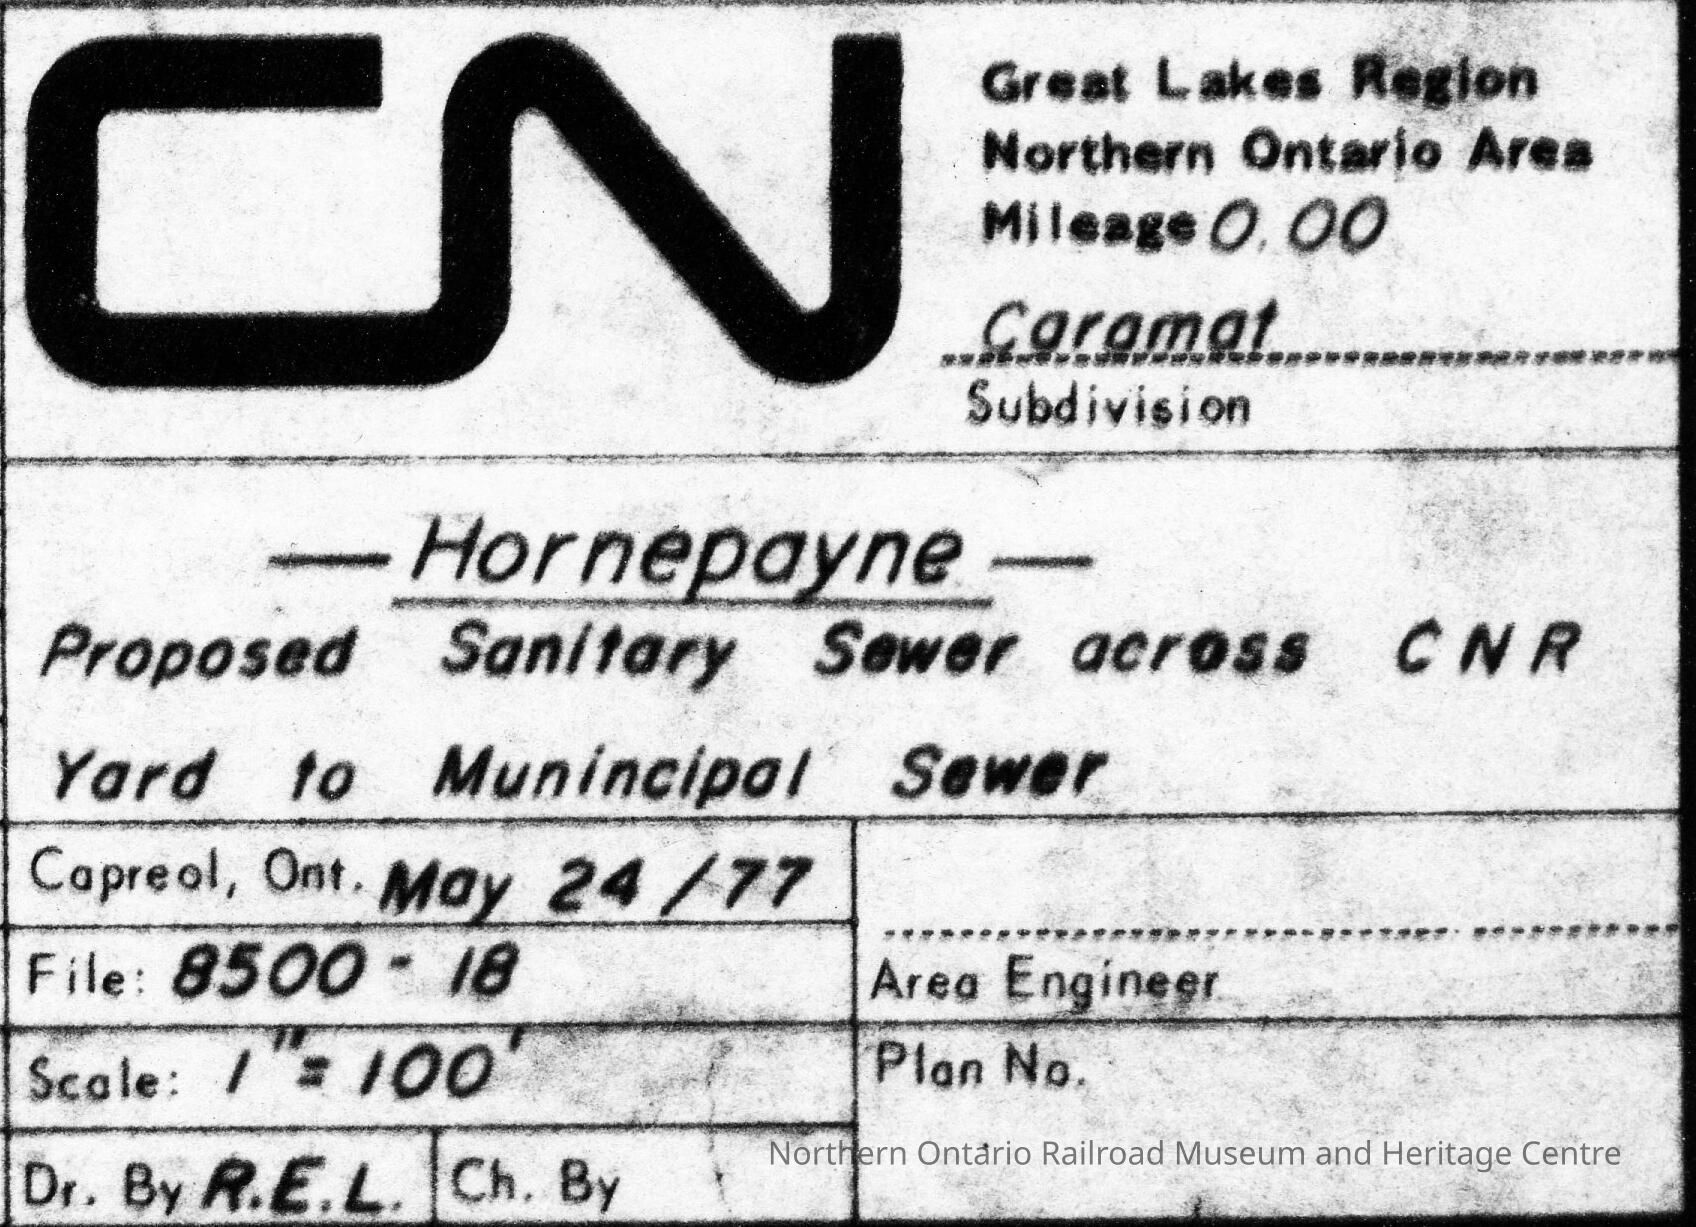 CN
Great Lakes Region
Northern Ontario Area
Mileage 0.00
Caramat
Subdivision
— Hornepayne —
Proposed Sanitary Sewer across CNR
Yard to Munincipal Sewer
Capreol, Ont. May 24/77
File: 8500-18
Scale: 1"=100'
Dr. By R.E.L.
Ch. By
Area Engineer
Plan No.
Northern Ontario Railroad Museum and Heritage Centre